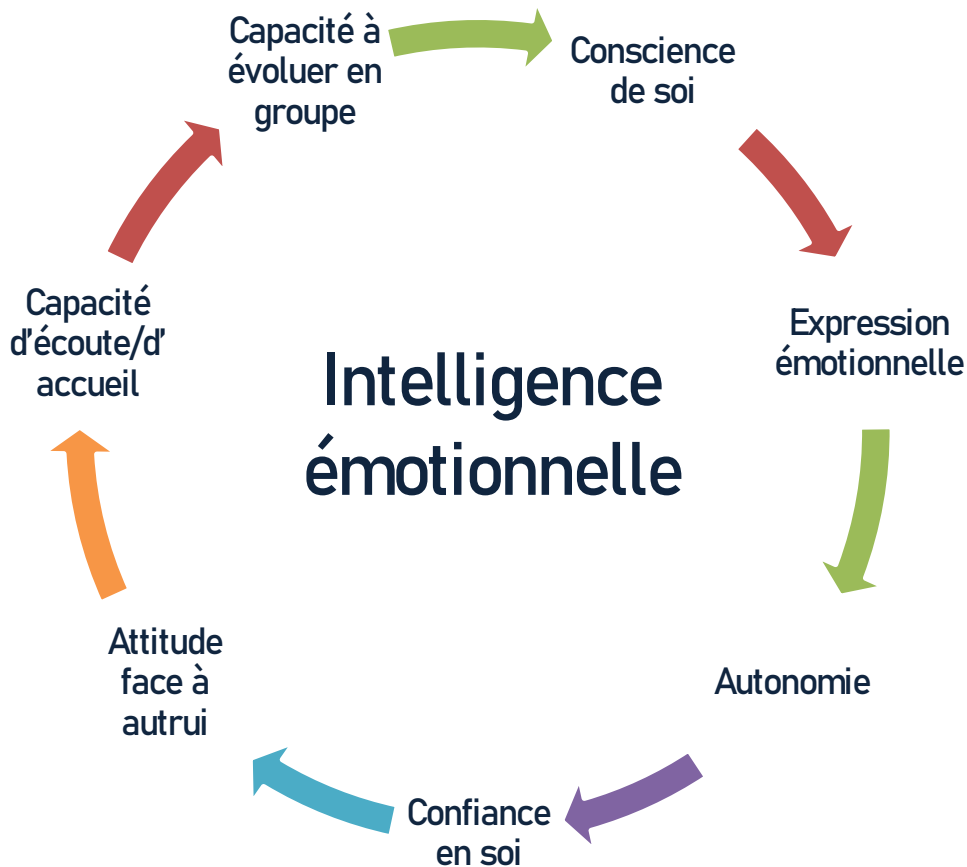 Capacité à
évoluer en
groupe
Conscience
de soi
Expression
émotionnelle
Autonomie
Confiance
en soi
Attitude
face à
autrui
Capacité
d'écoute/d'
accueil
Intelligence
émotionnelle